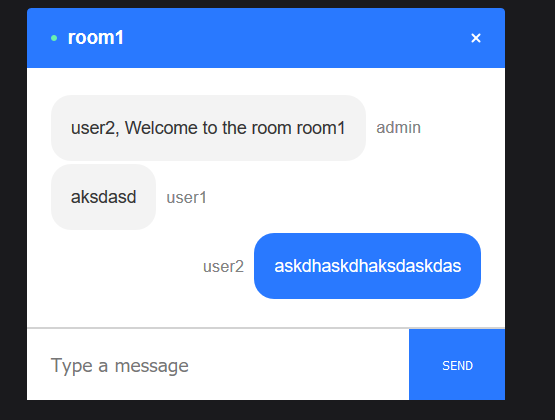 room1
user2, Welcome to the room room1 admin
aksdasd user1
user2 askdhaskdhaksdaskdas
Type a message SEND